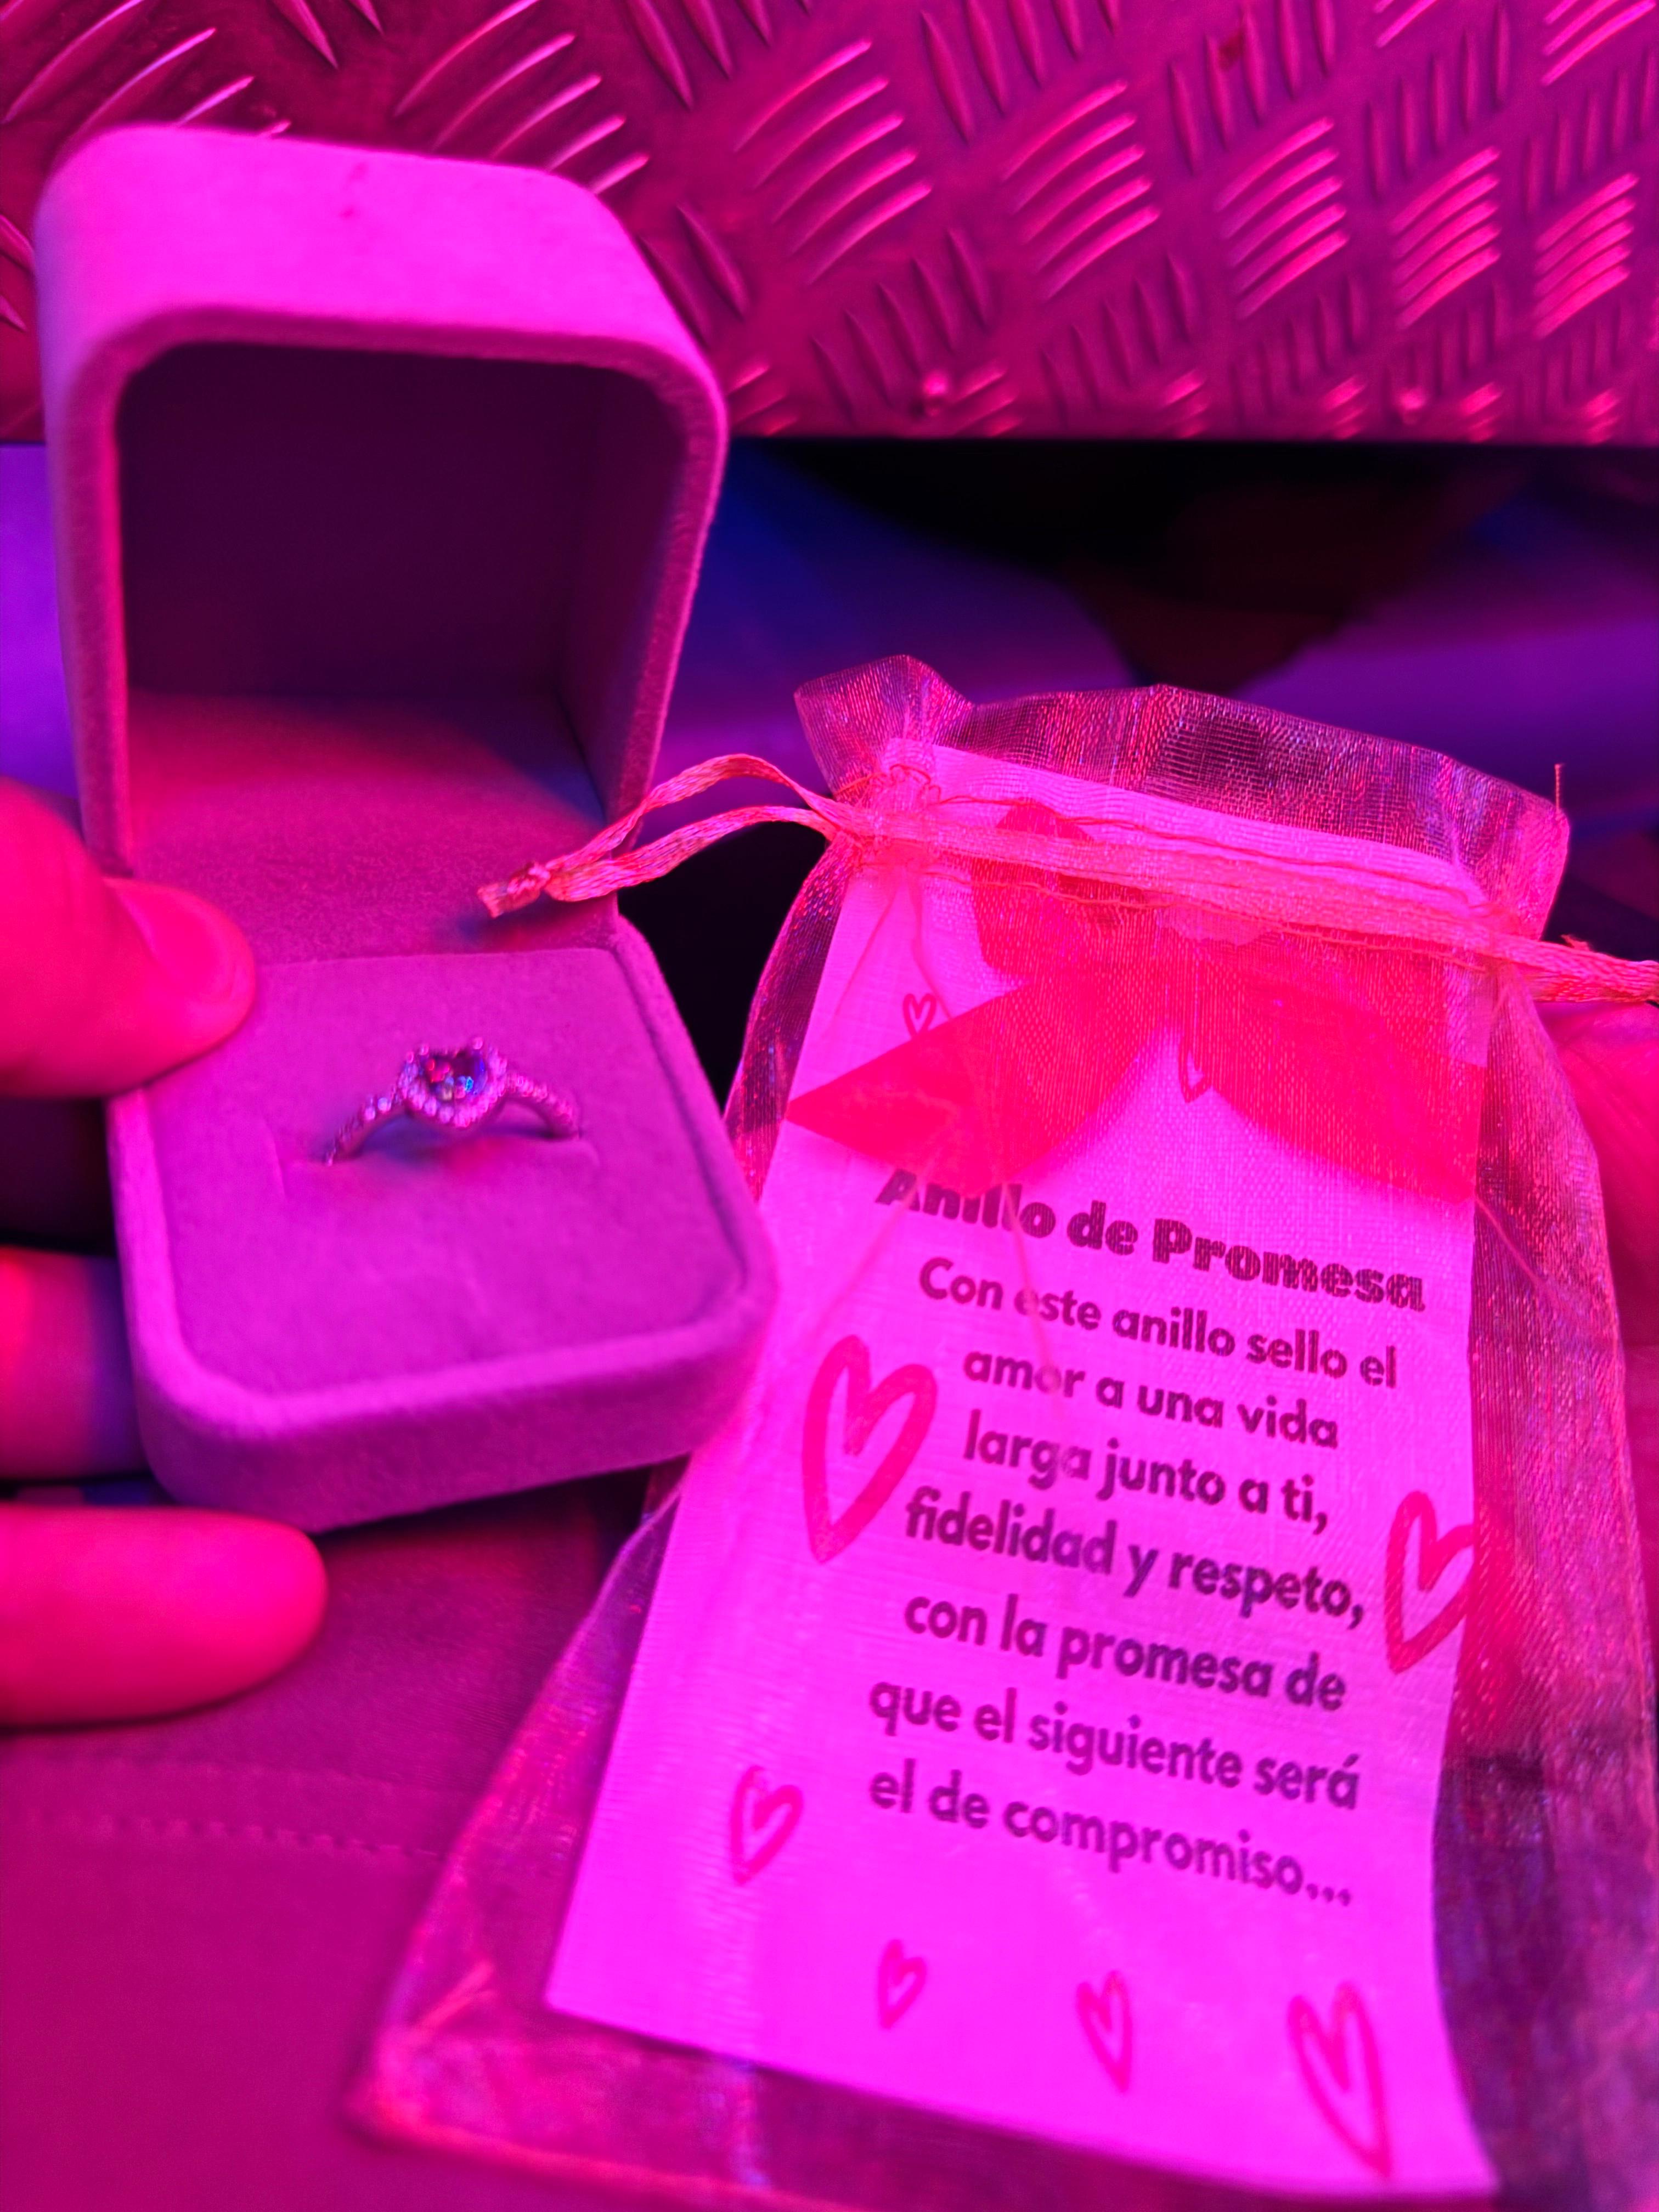 Anillo de Promesa
Con este anillo sello el
amor a una vida
larga junto a ti,
fidelidad y respeto,
con la promesa de
que el siguiente será
el de compromiso...